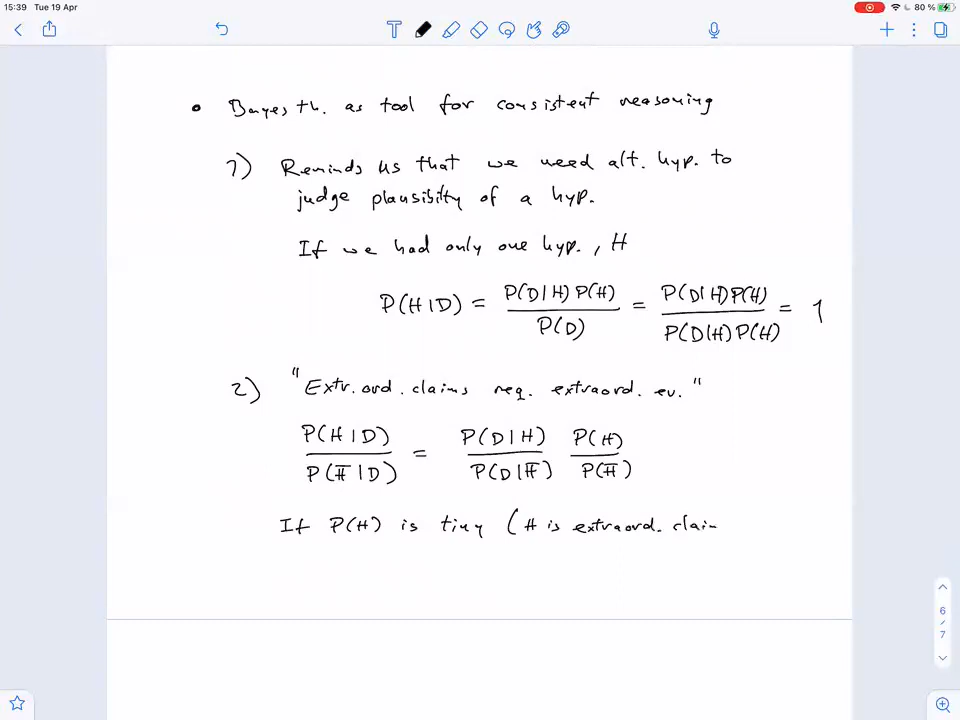 15:39 Tue 19 Apr
80 %
• Bayes th. as tool for consistent reasoning
1) Reminds us that we need alt. hyp. to
judge plausibilty of a hyp.
If we had only one hyp., H
P(H|D) = P(D|H)P(H) / P(D) = P(D|H)P(H) / P(D|H)P(H) = 1
2) "Extr.ord.claims req. extraord. ev."
P(H|D) / P(H̅|D) = P(D|H) / P(D|H̅) P(H) / P(H̅)
If P(H) is tiny (H is extraord. claim
6
/
7